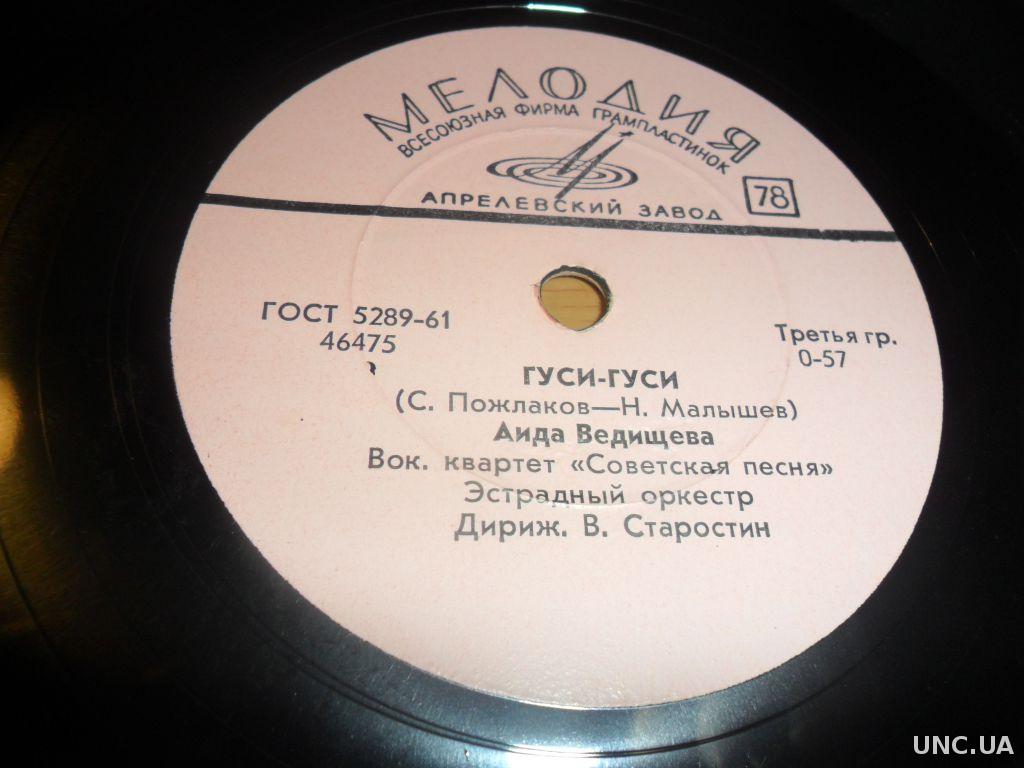 МЕЛОДИЯ
ВСЕСОЮЗНАЯ ФИРМА ГРАМПЛАСТИНОК
АПРЕЛЕВСКИЙ ЗАВОД
78
ГОСТ 5289-61
46475
Третья гр.
0-57
ГУСИ-ГУСИ
(С. Пожлаков—Н. Малышев)
Аида Ведищева
Вок. квартет «Советская песня»
Эстрадный оркестр
Дириж. В. Старостин
UNC.UA